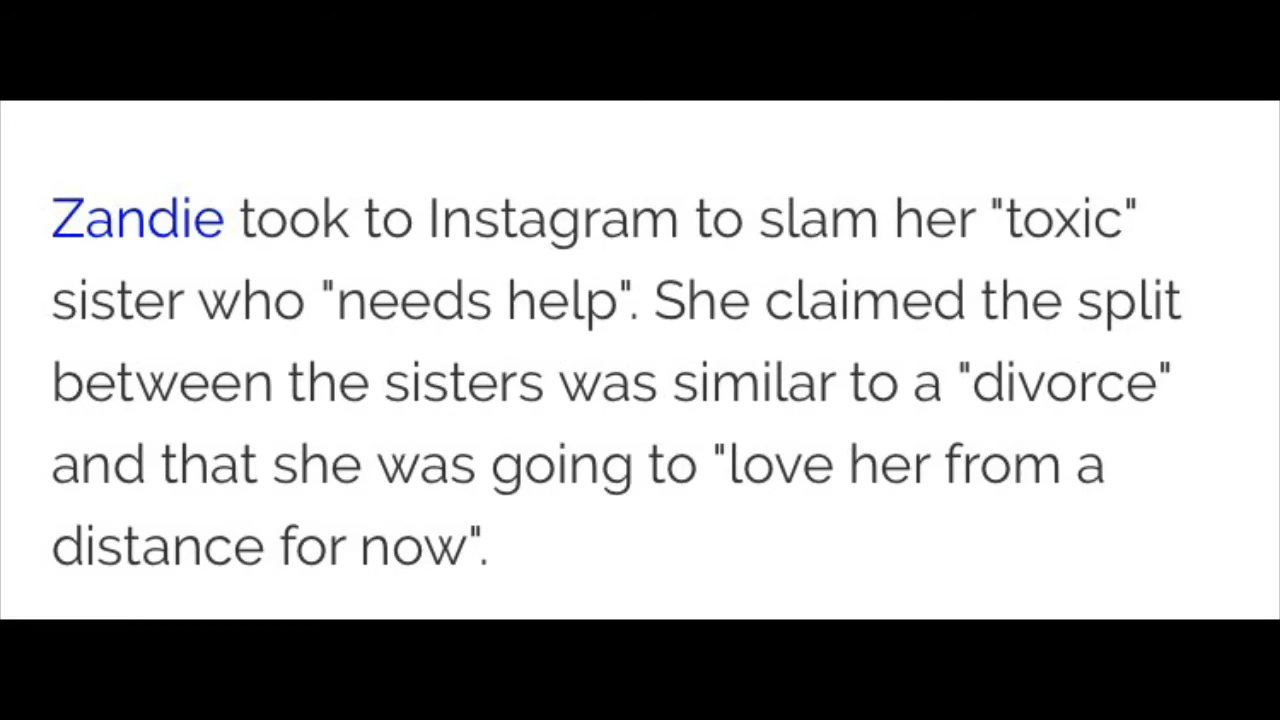 Zandie took to Instagram to slam her "toxic"
sister who "needs help". She claimed the split
between the sisters was similar to a "divorce"
and that she was going to "love her from a
distance for now".